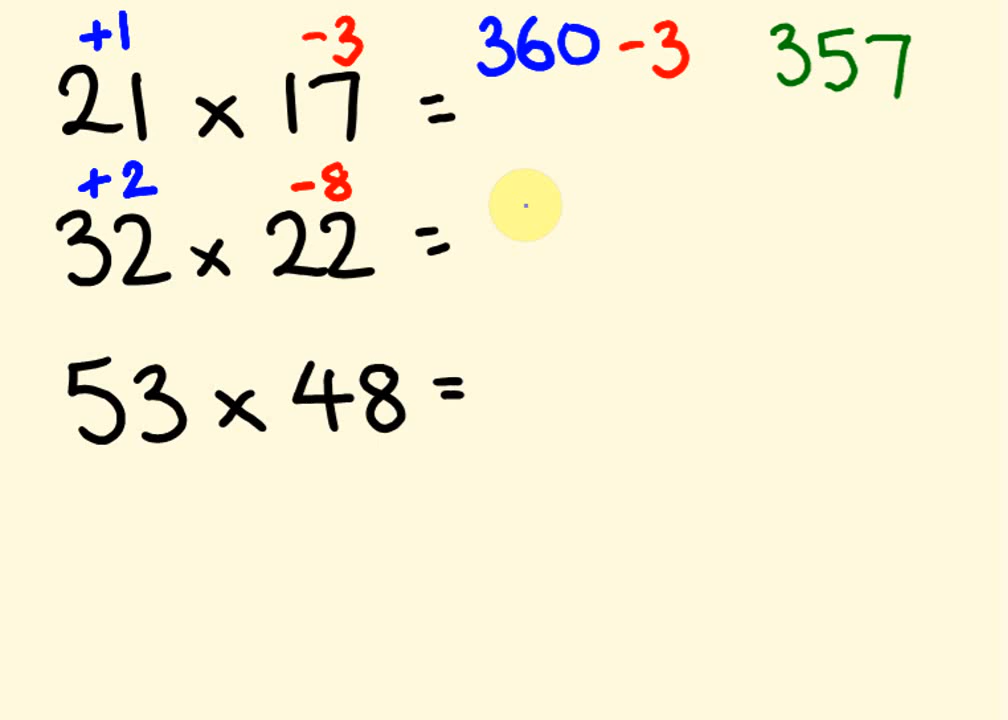 +1 -3 360 -3 357
21 x 17 =
+2 -8
32 x 22 =
53 x 48 =